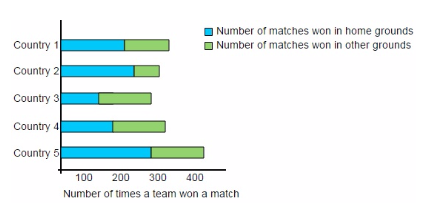 Number of matches won in home grounds
Number of matches won in other grounds
Country 1
Country 2
Country 3
Country 4
Country 5
100 200 300 400
Number of times a team won a match